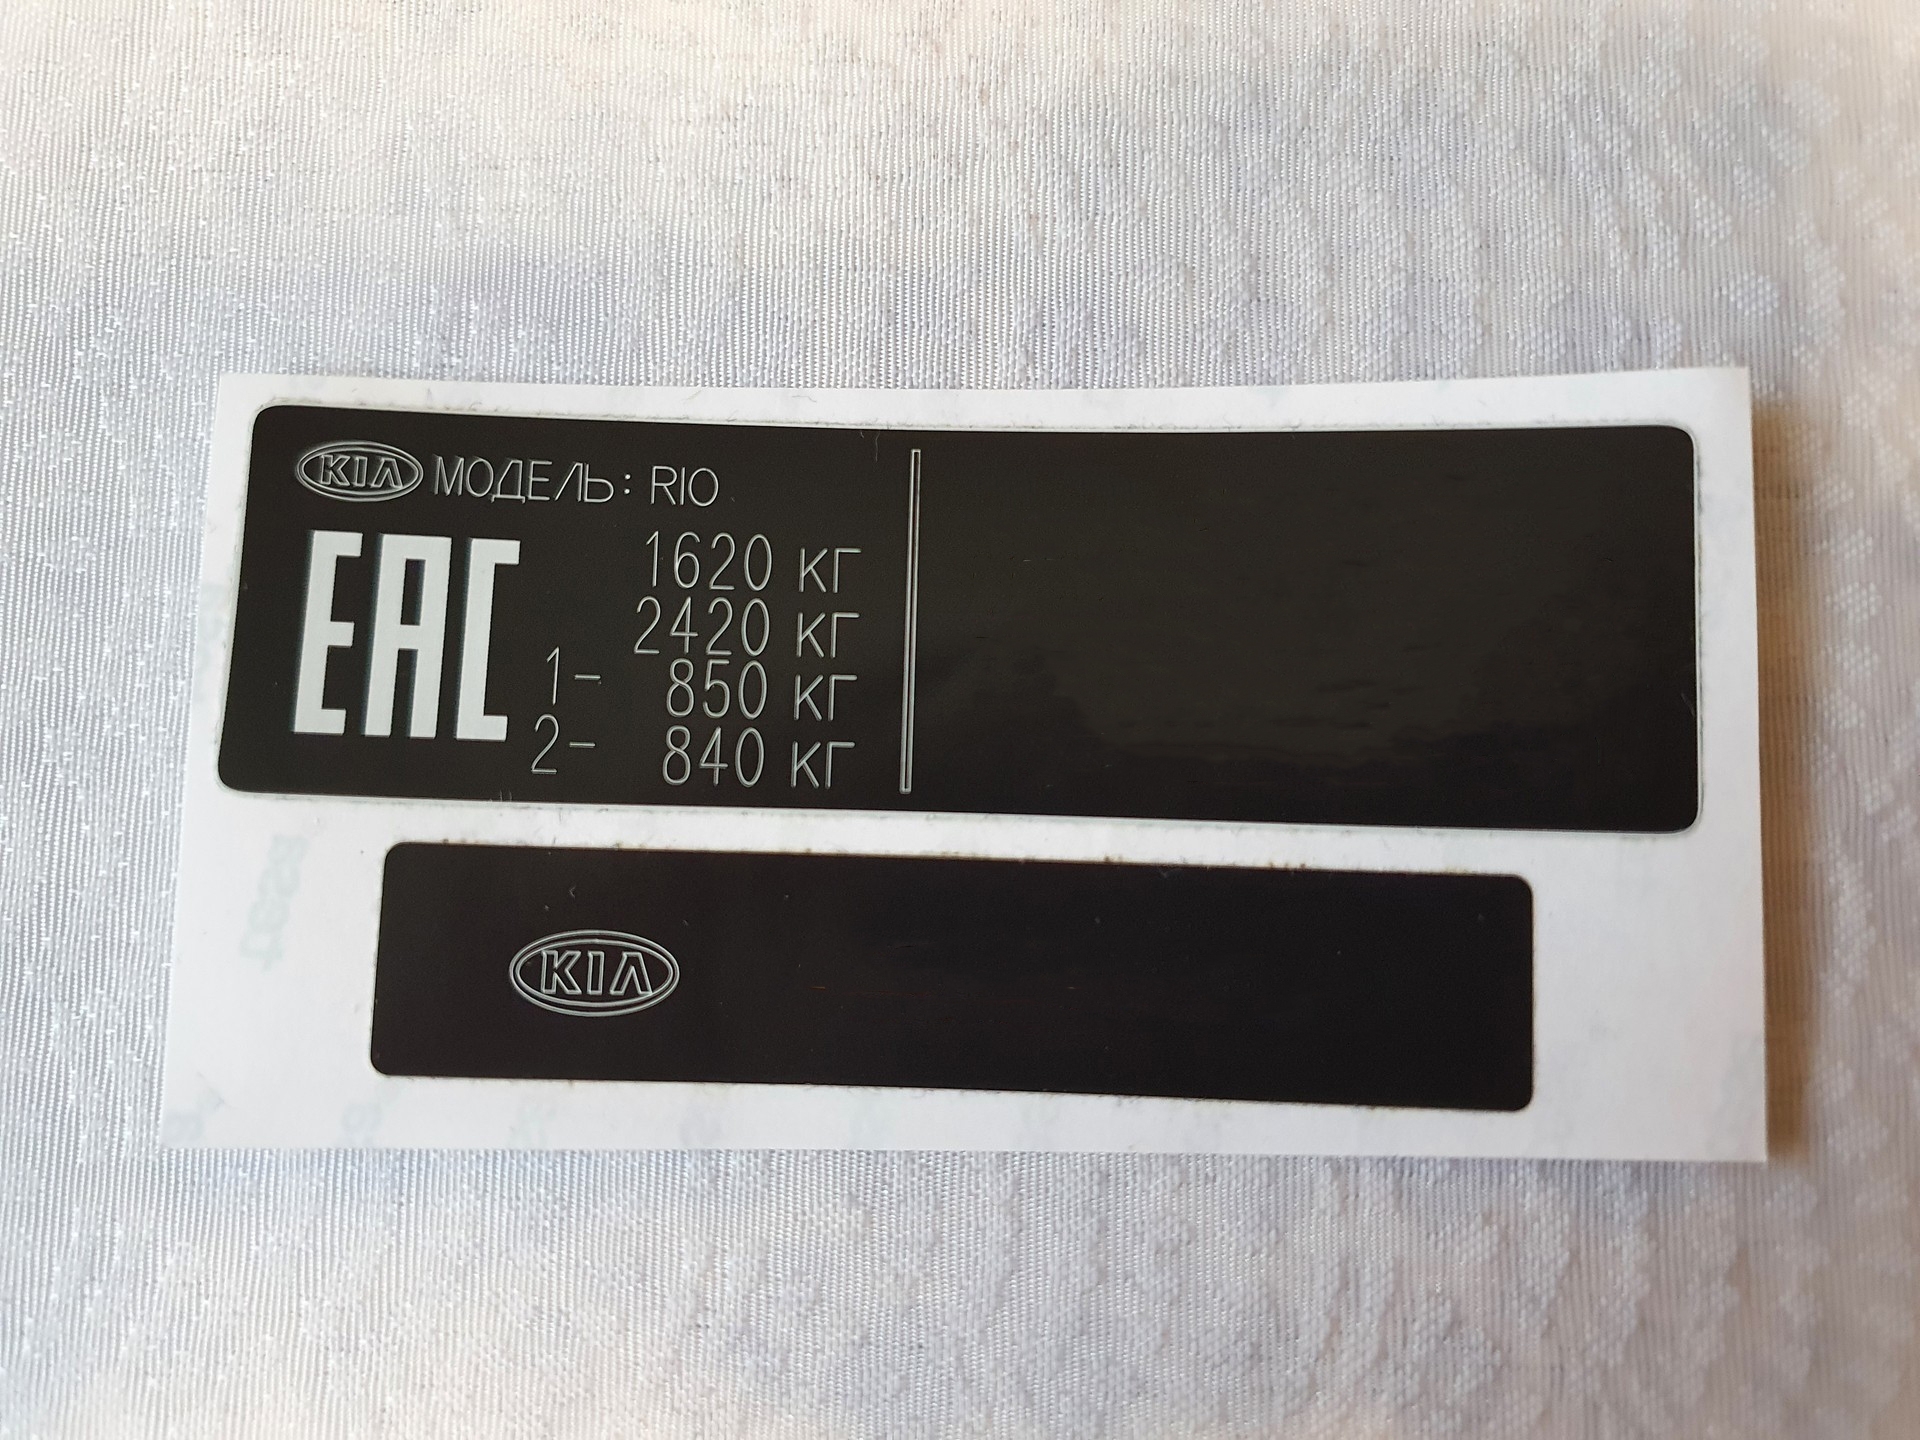 KIA МОДЕЛЬ: RIO
EAC
1620 КГ
2420 КГ
1- 850 КГ
2- 840 КГ
KIA